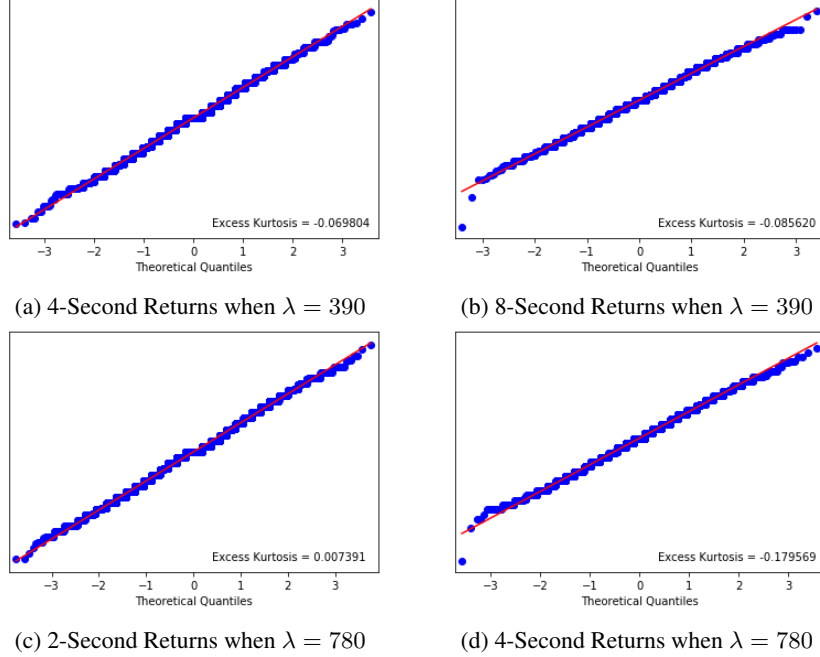 Excess Kurtosis = -0.069804
−3 −2 −1 0 1 2 3
Theoretical Quantiles
(a) 4-Second Returns when λ = 390
Excess Kurtosis = -0.085620
−3 −2 −1 0 1 2 3
Theoretical Quantiles
(b) 8-Second Returns when λ = 390
Excess Kurtosis = 0.007391
−3 −2 −1 0 1 2 3
Theoretical Quantiles
(c) 2-Second Returns when λ = 780
Excess Kurtosis = -0.179569
−3 −2 −1 0 1 2 3
Theoretical Quantiles
(d) 4-Second Returns when λ = 780